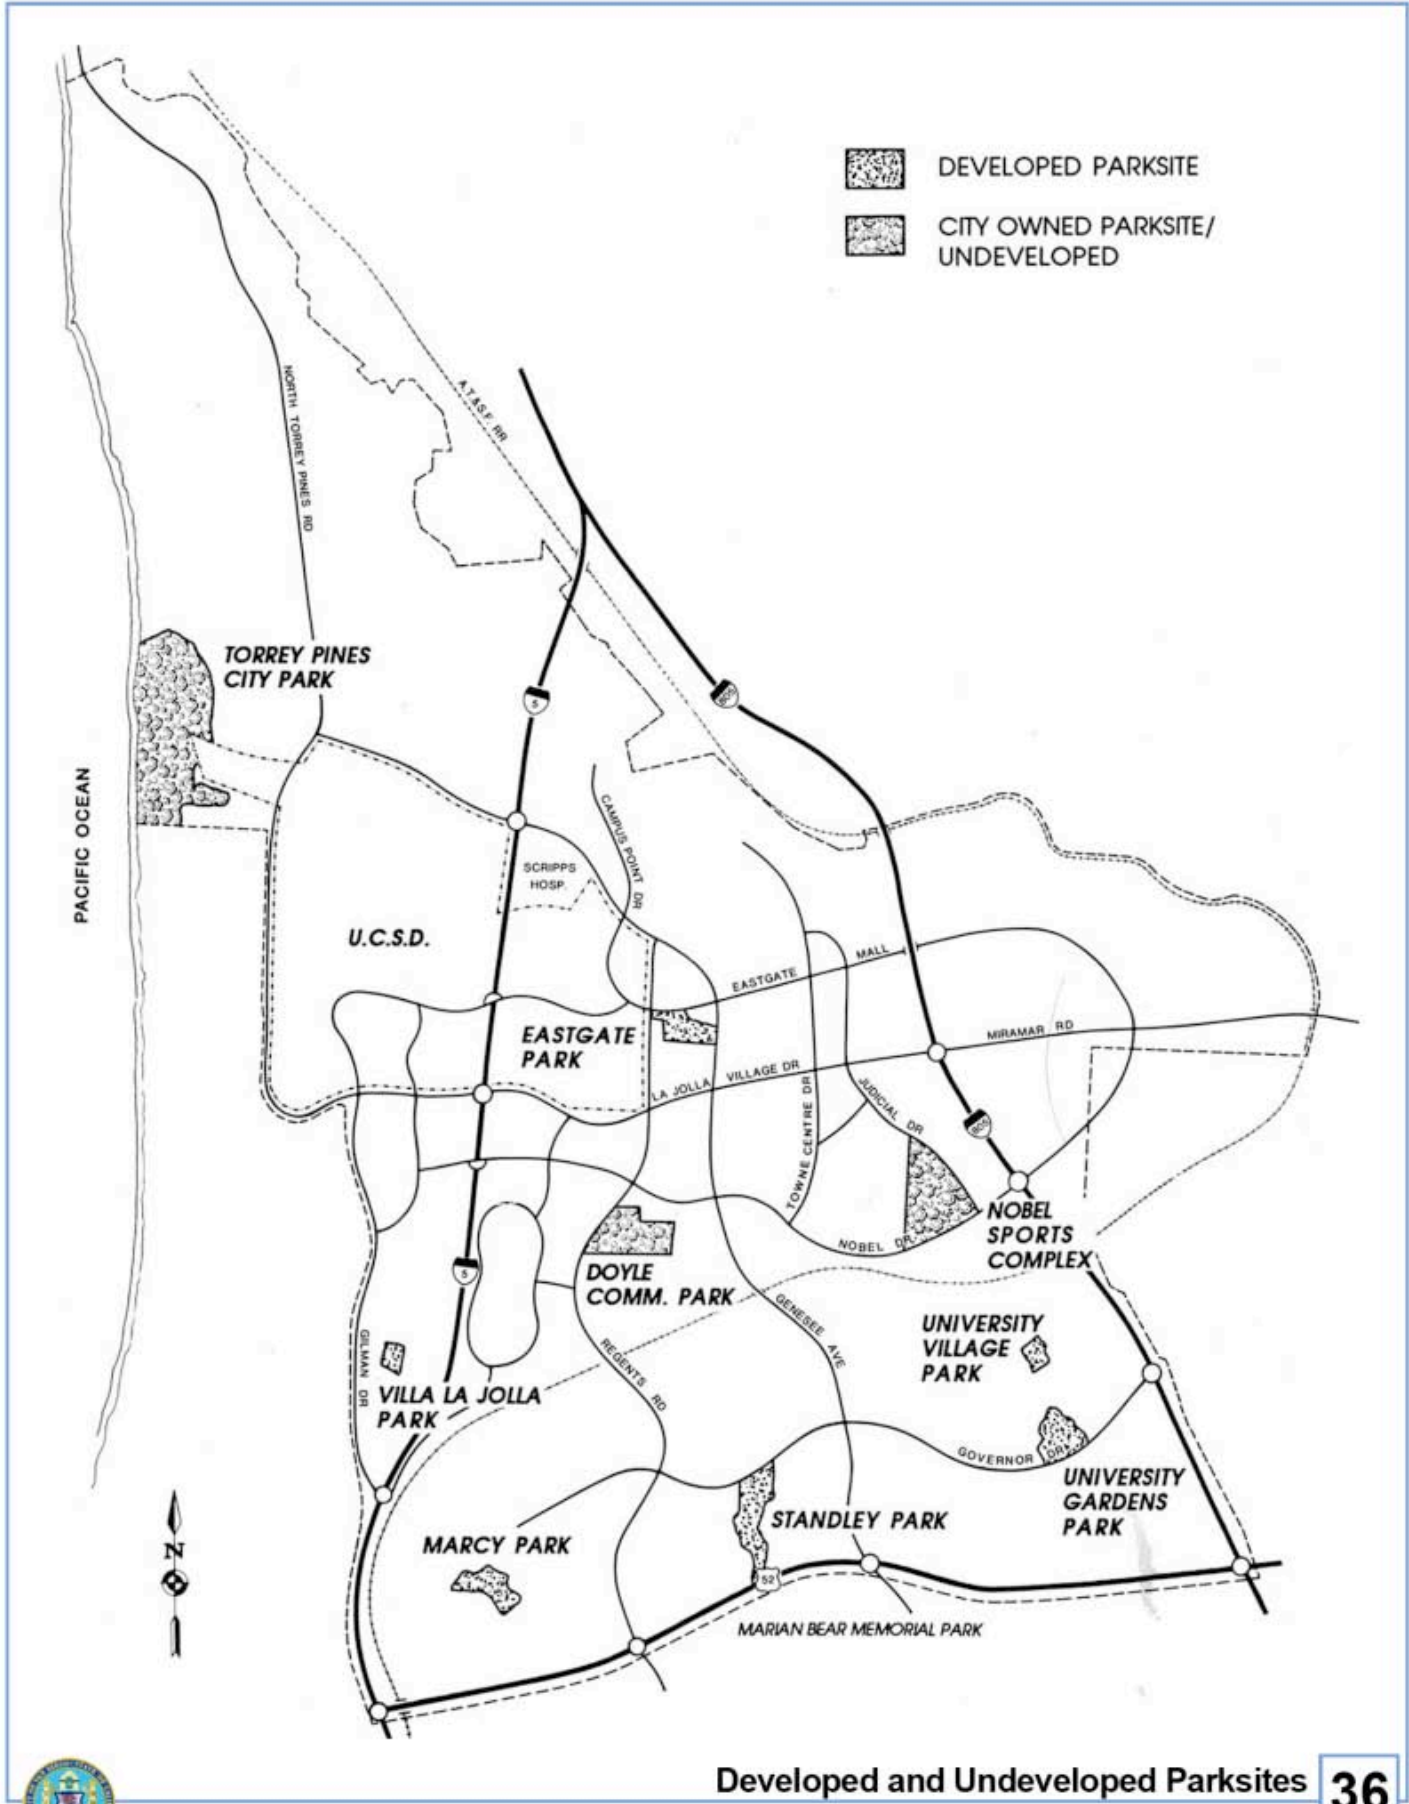 DEVELOPED PARKSITE
CITY OWNED PARKSITE/
UNDEVELOPED
NORTH TORREY PINES RD
A.T.&S.F. RR
TORREY PINES
CITY PARK
5
805
PACIFIC OCEAN
CAMPUS POINT DR
SCRIPPS
HOSP.
U.C.S.D.
EASTGATE MALL
MIRAMAR RD
EASTGATE
PARK
LA JOLLA VILLAGE DR
JUDICIAL DR
805
TOWNE CENTRE DR
NOBEL
SPORTS
COMPLEX
NOBEL DR
5
DOYLE
COMM. PARK
GENESEE AVE
UNIVERSITY
VILLAGE
PARK
GILMAN DR
REGENTS RD
VILLA LA JOLLA
PARK
GOVERNOR DR
UNIVERSITY
GARDENS
PARK
STANDLEY PARK
MARCY PARK
N
52
MARIAN BEAR MEMORIAL PARK
Developed and Undeveloped Parksites
36